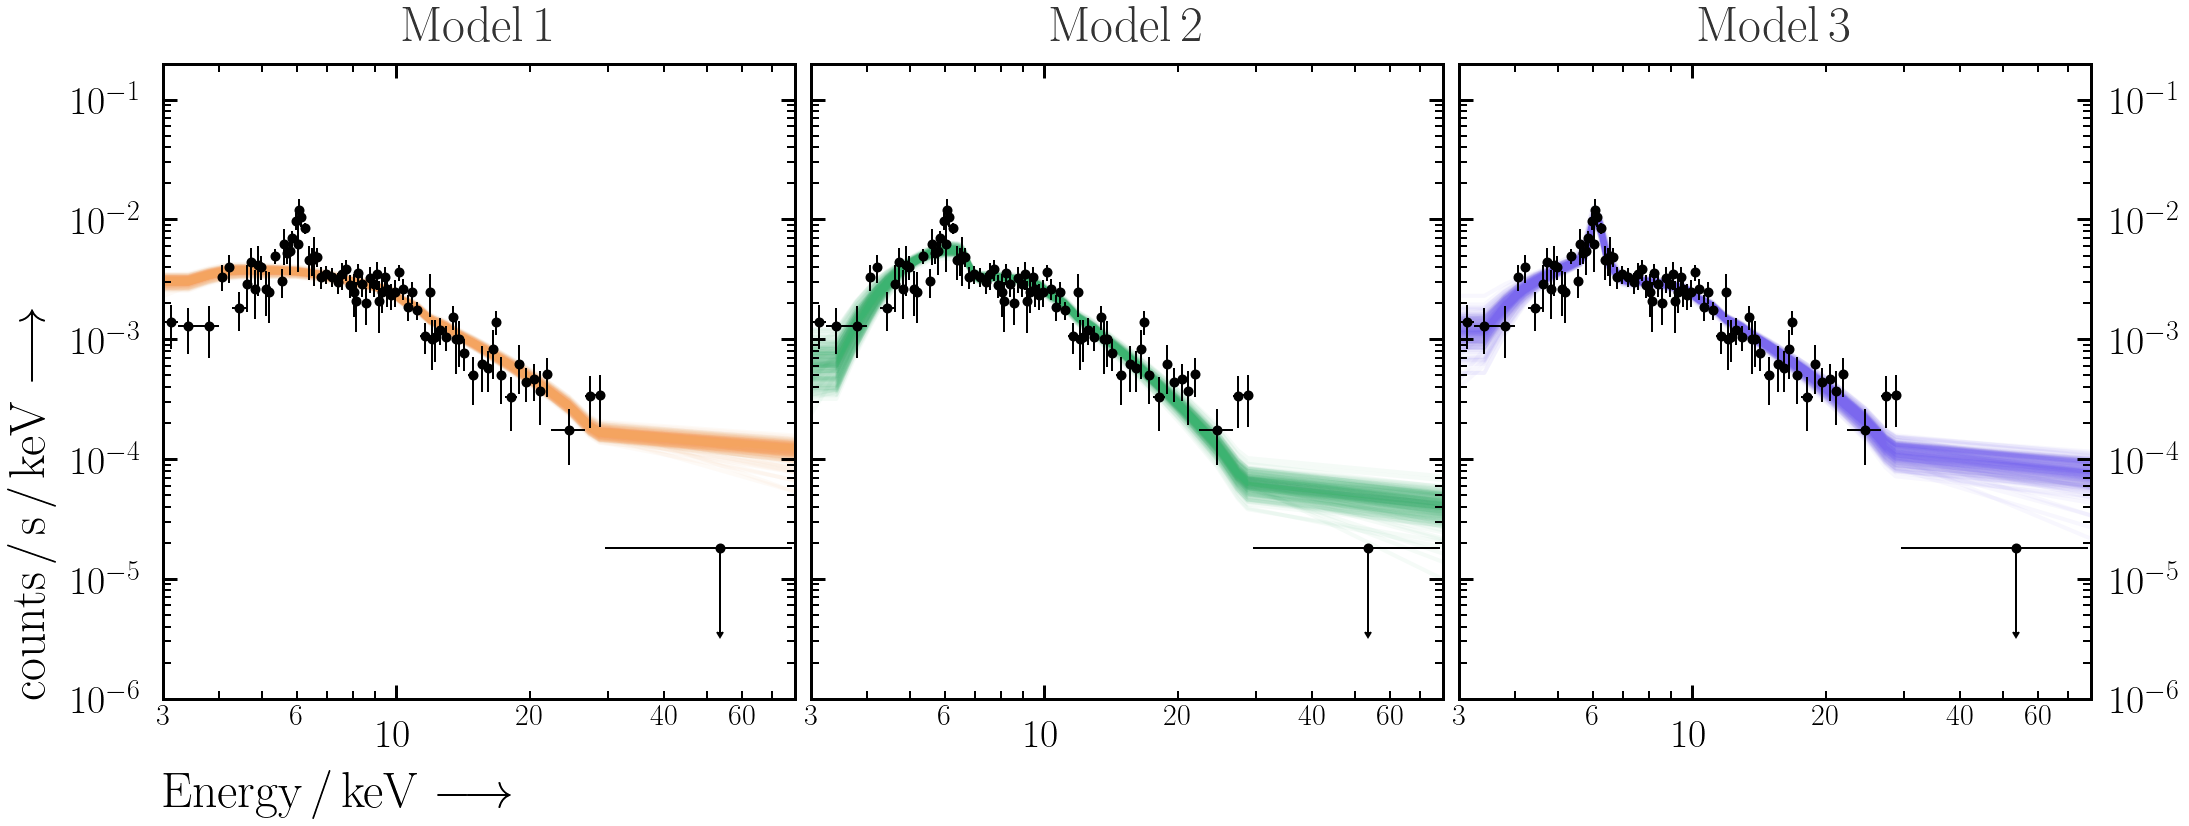 Model 1 Model 2 Model 3
10⁻¹ 10⁻¹
10⁻² 10⁻²
10⁻³ 10⁻³
10⁻⁴ 10⁻⁴
10⁻⁵ 10⁻⁵
10⁻⁶ 10⁻⁶
counts / s / keV ⟶
3 6 20 40 60 3 6 20 40 60 3 6 20 40 60
10 10 10
Energy / keV ⟶